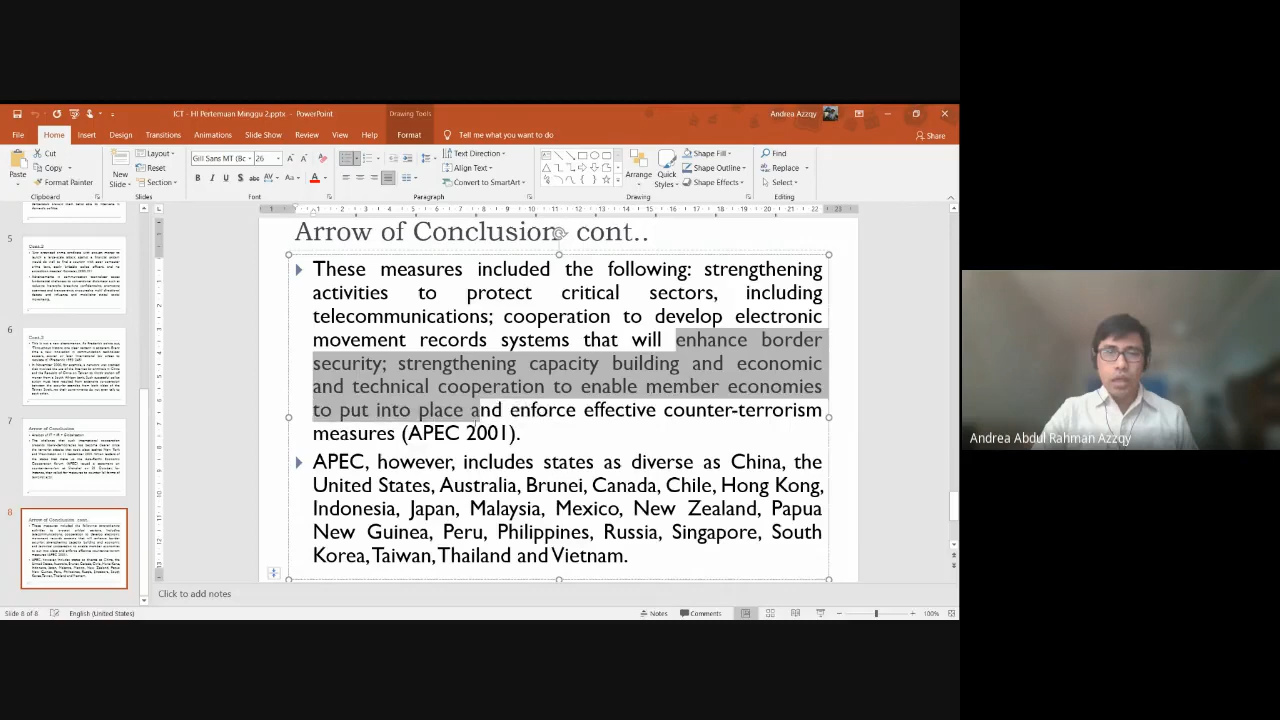 ICT - HI Pertemuan Minggu 2.pptx - PowerPoint
Drawing Tools
Andrea Azzqy
File Home Insert Design Transitions Animations Slide Show Review View Help Format Tell me what you want to do Share
Paste
Cut
Copy
Format Painter
Clipboard
New Slide
Layout
Reset
Section
Slides
Gill Sans MT (Bc 26
Font
Text Direction
Align Text
Convert to SmartArt
Paragraph
Arrange
Quick Styles
Shape Fill
Shape Outline
Shape Effects
Drawing
Find
Replace
Select
Editing
5
6
7
8
Arrow of Conclusion cont..
These measures included the following: strengthening
activities to protect critical sectors, including
telecommunications; cooperation to develop electronic
movement records systems that will enhance border
security; strengthening capacity building and economic
and technical cooperation to enable member economies
to put into place and enforce effective counter-terrorism
measures (APEC 2001).
APEC, however, includes states as diverse as China, the
United States, Australia, Brunei, Canada, Chile, Hong Kong,
Indonesia, Japan, Malaysia, Mexico, New Zealand, Papua
New Guinea, Peru, Philippines, Russia, Singapore, South
Korea, Taiwan, Thailand and Vietnam.
Click to add notes
Slide 8 of 8 English (United States) Notes Comments 100%
Andrea Abdul Rahman Azzqy